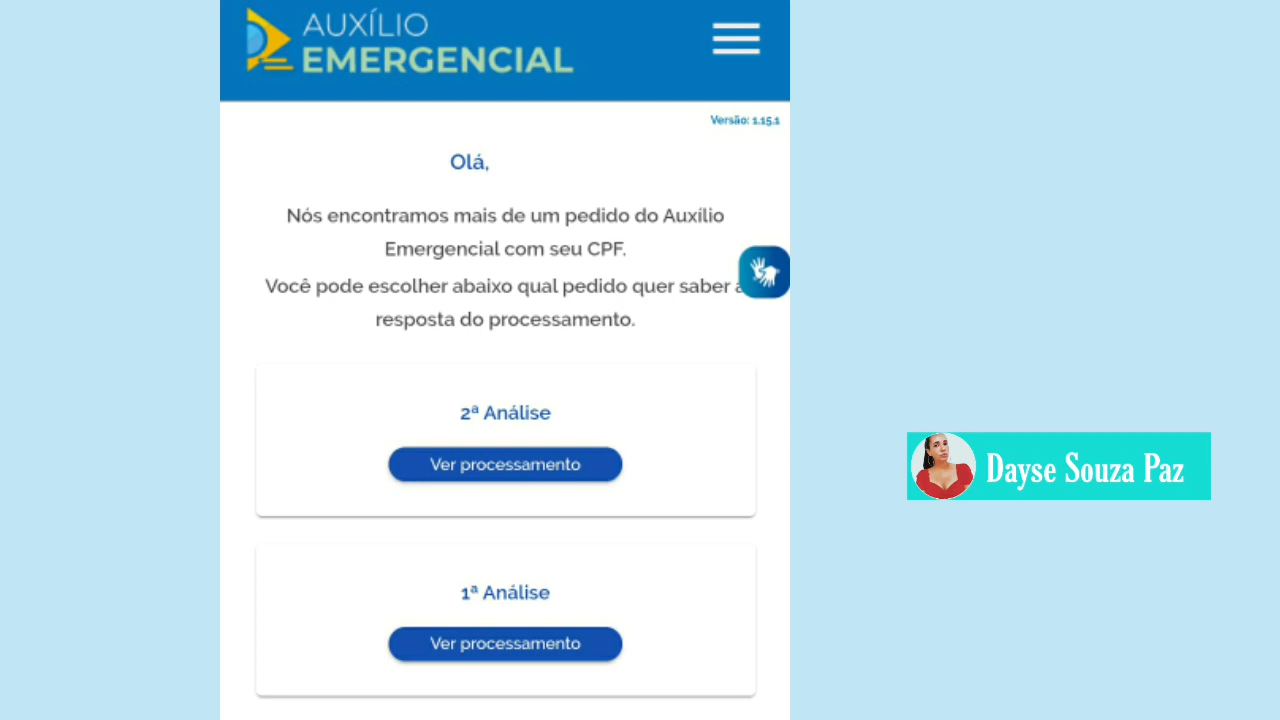 AUXÍLIO
EMERGENCIAL
Versão: 1.15.1
Olá,
Nós encontramos mais de um pedido do Auxílio
Emergencial com seu CPF.
Você pode escolher abaixo qual pedido quer saber a
resposta do processamento.
2ª Análise
Ver processamento
Dayse Souza Paz
1ª Análise
Ver processamento